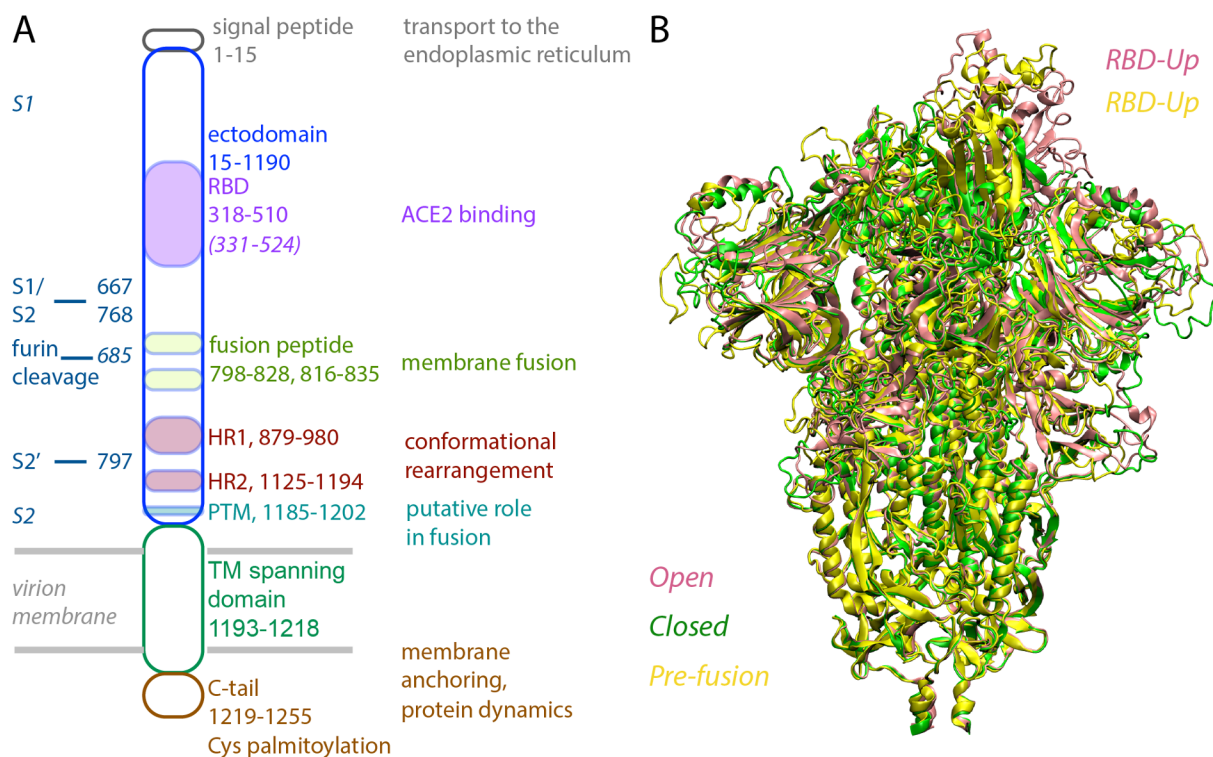 A
signal peptide
1-15
transport to the
endoplasmic reticulum
S1
ectodomain
15-1190
RBD
318-510
(331-524)
ACE2 binding
S1/ 667
S2 768
furin 685
cleavage
fusion peptide
798-828, 816-835
membrane fusion
HR1, 879-980
conformational
rearrangement
S2′ 797
HR2, 1125-1194
S2
PTM, 1185-1202
putative role
in fusion
virion
membrane
TM spanning
domain
1193-1218
C-tail
1219-1255
Cys palmitoylation
membrane
anchoring,
protein dynamics
B
RBD-Up
RBD-Up
Open
Closed
Pre-fusion